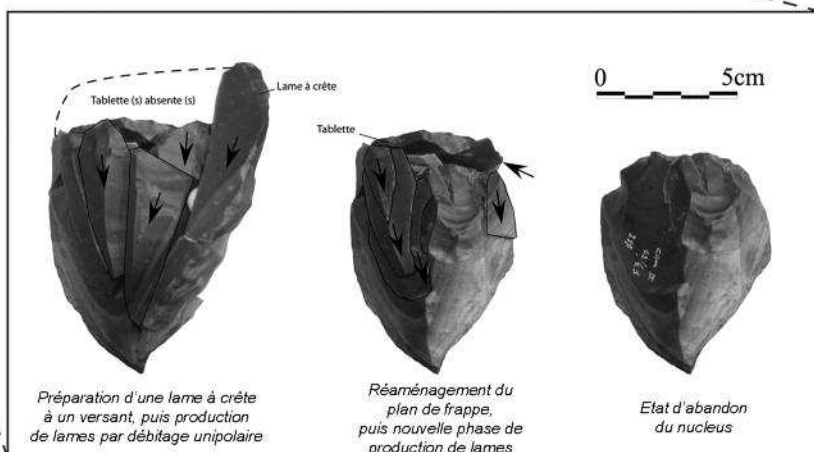 Tablette (s) absente (s)
Lame à crête
Préparation d'une lame à crête
à un versant, puis production
de lames par débitage unipolaire
Tablette
Réaménagement du
plan de frappe,
puis nouvelle phase de
production de lames
0 5cm
Etat d'abandon
du nucleus